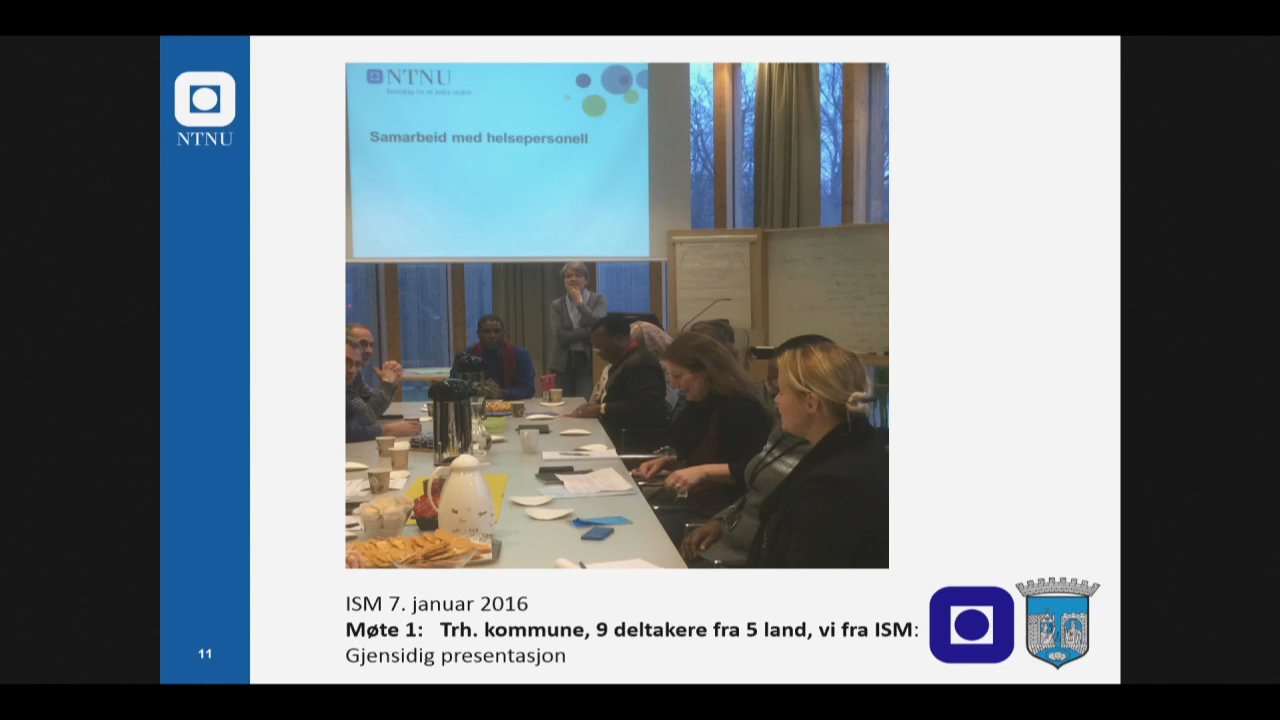 NTNU
NTNU
Samarbeid med helsepersonell
ISM 7. januar 2016
Møte 1: Trh. kommune, 9 deltakere fra 5 land, vi fra ISM:
Gjensidig presentasjon
11